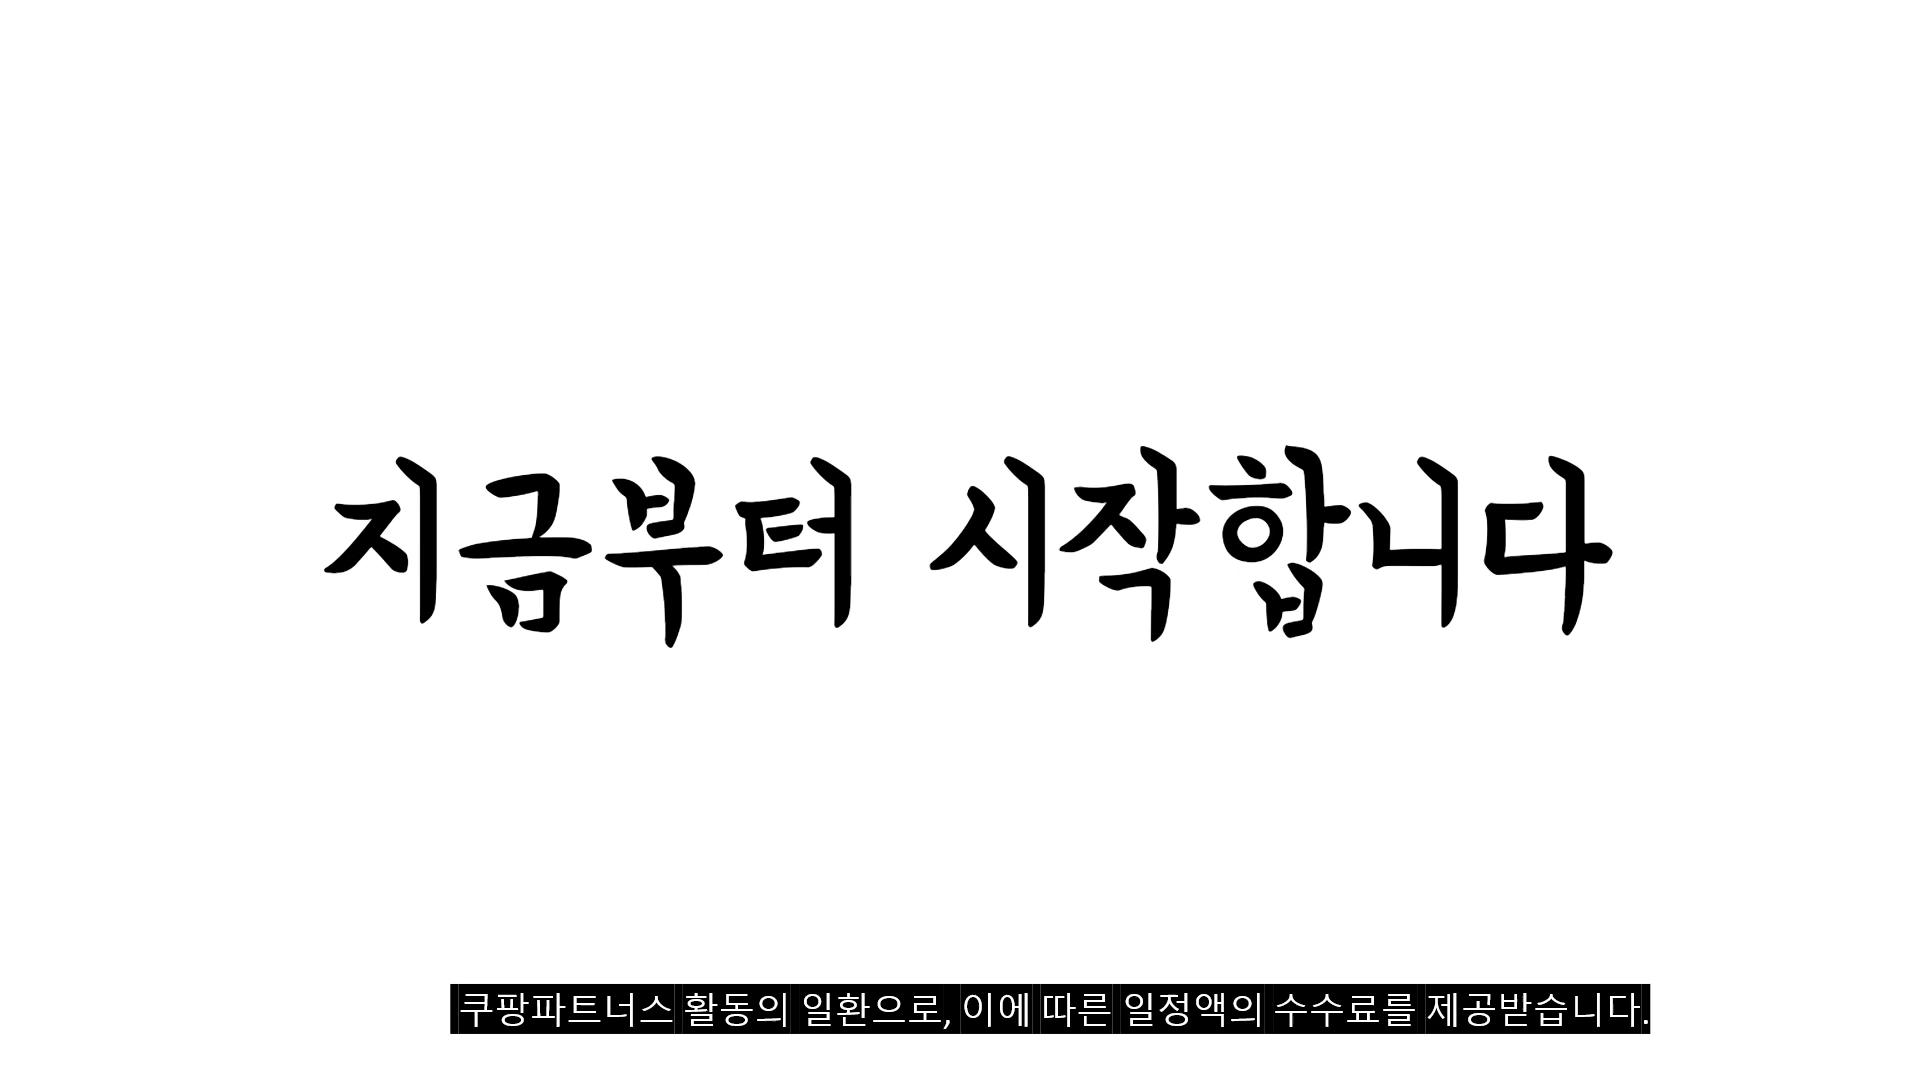 지금부터 시작합니다
쿠팡파트너스 활동의 일환으로, 이에 따른 일정액의 수수료를 제공받습니다.